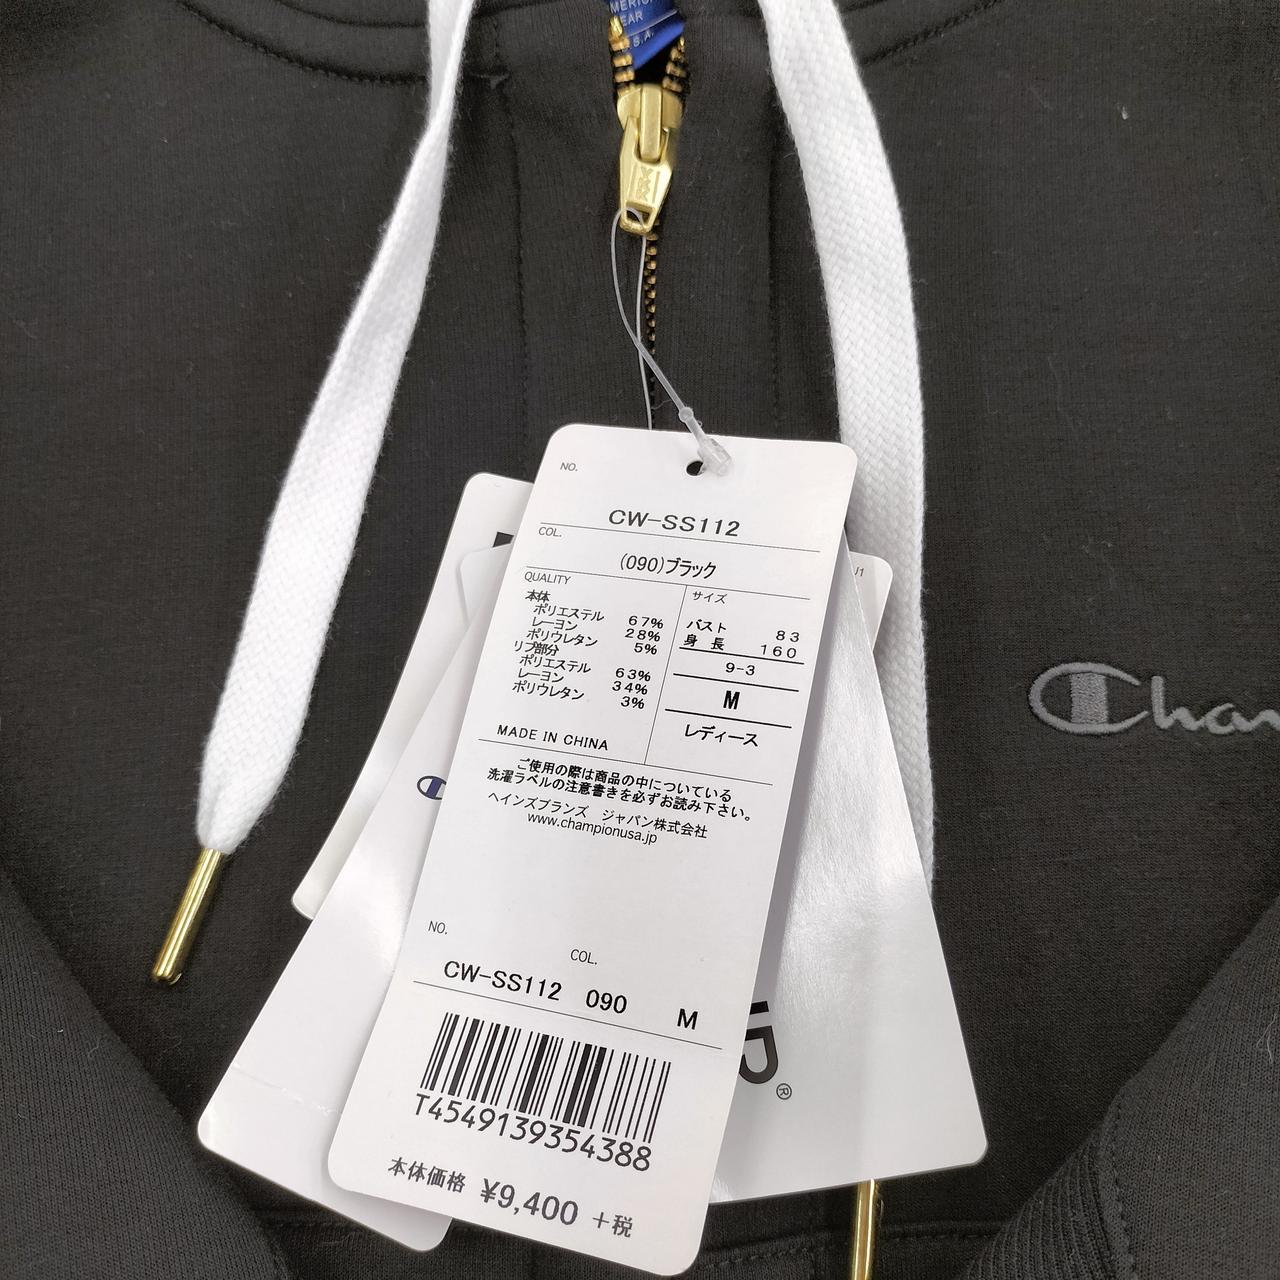 MERIC
EAR
S.A.
NO.
CW-SS112
COL.
(090)ブラック
QUALITY
本体
ポリエステル 67%
レーヨン 28%
ポリウレタン 5%
リブ部分
ポリエステル 63%
レーヨン 34%
ポリウレタン 3%
MADE IN CHINA
サイズ
バスト 83
身 長 160
9-3
M
レディース
ご使用の際は商品の中についている
洗濯ラベルの注意書きを必ずお読み下さい。
ヘインズブランズ ジャパン株式会社
www.championusa.jp
NO.
COL.
CW-SS112 090 M
T4549139354388
本体価格 ¥9,400 +税
J1
®
Cham